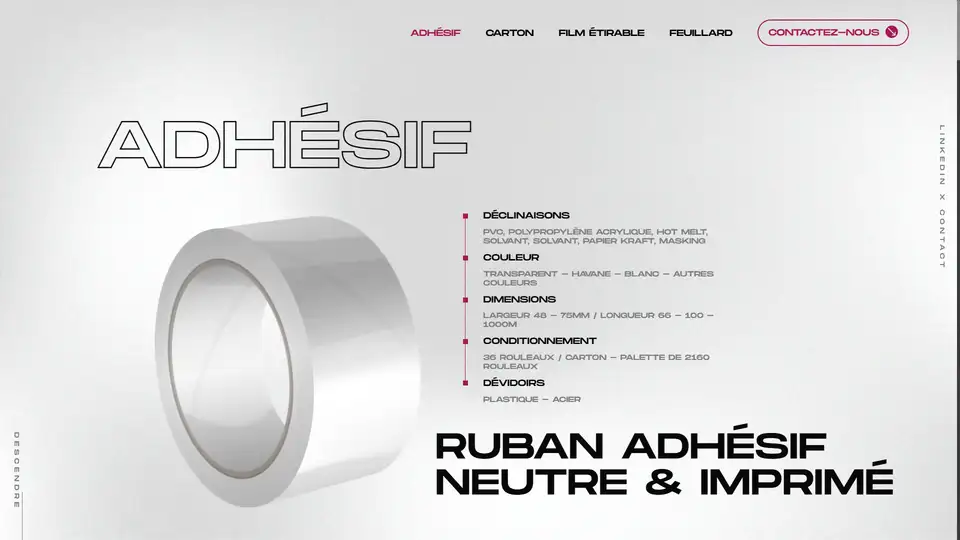 ADHÉSIF
CARTON
FILM ÉTIRABLE
FEUILLARD
CONTACTEZ-NOUS
ADHÉSIF
DÉCLINAISONS
PVC, POLYPROPYLÈNE ACRYLIQUE, HOT MELT,
SOLVANT, SOLVANT, PAPIER KRAFT, MASKING
COULEUR
TRANSPARENT - HAVANE - BLANC - AUTRES
COULEURS
DIMENSIONS
LARGEUR 48 - 75MM / LONGUEUR 66 - 100 -
1000M
CONDITIONNEMENT
36 ROULEAUX / CARTON - PALETTE DE 2160
ROULEAUX
DÉVIDOIRS
PLASTIQUE - ACIER
RUBAN ADHÉSIF
NEUTRE & IMPRIMÉ
LINKEDIN X CONTACT
DESCENDRE